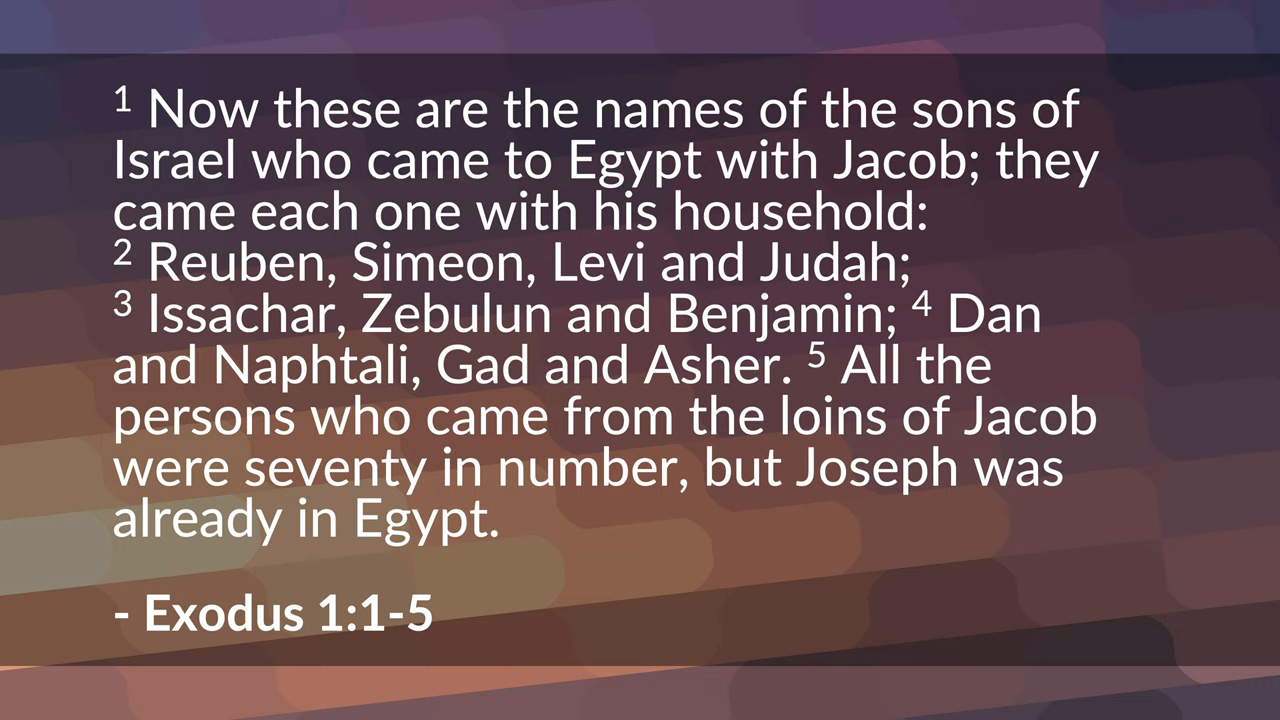 1 Now these are the names of the sons of
Israel who came to Egypt with Jacob; they
came each one with his household:
2 Reuben, Simeon, Levi and Judah;
3 Issachar, Zebulun and Benjamin; 4 Dan
and Naphtali, Gad and Asher. 5 All the
persons who came from the loins of Jacob
were seventy in number, but Joseph was
already in Egypt.
- Exodus 1:1-5